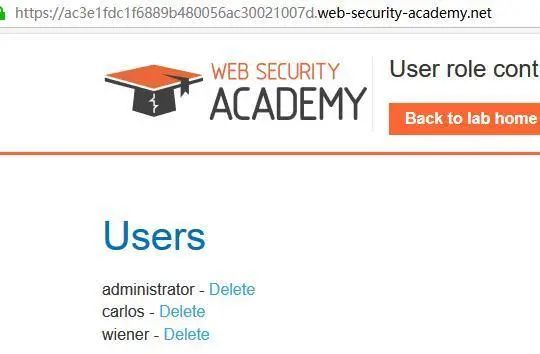 https://ac3e1fdc1f6889b480056ac30021007d.web-security-academy.net
WEB SECURITY
ACADEMY
User role cont
Back to lab home
Users
administrator - Delete
carlos - Delete
wiener - Delete